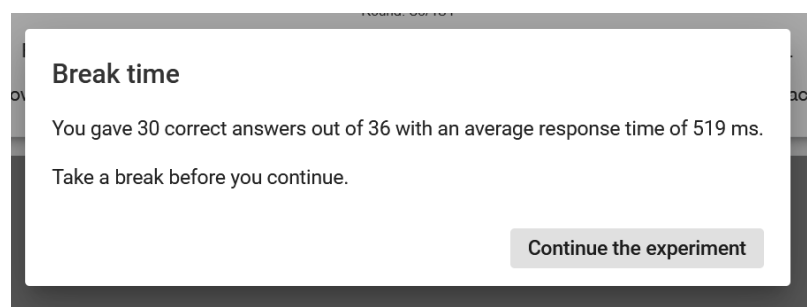 Break time
You gave 30 correct answers out of 36 with an average response time of 519 ms.
Take a break before you continue.
Continue the experiment